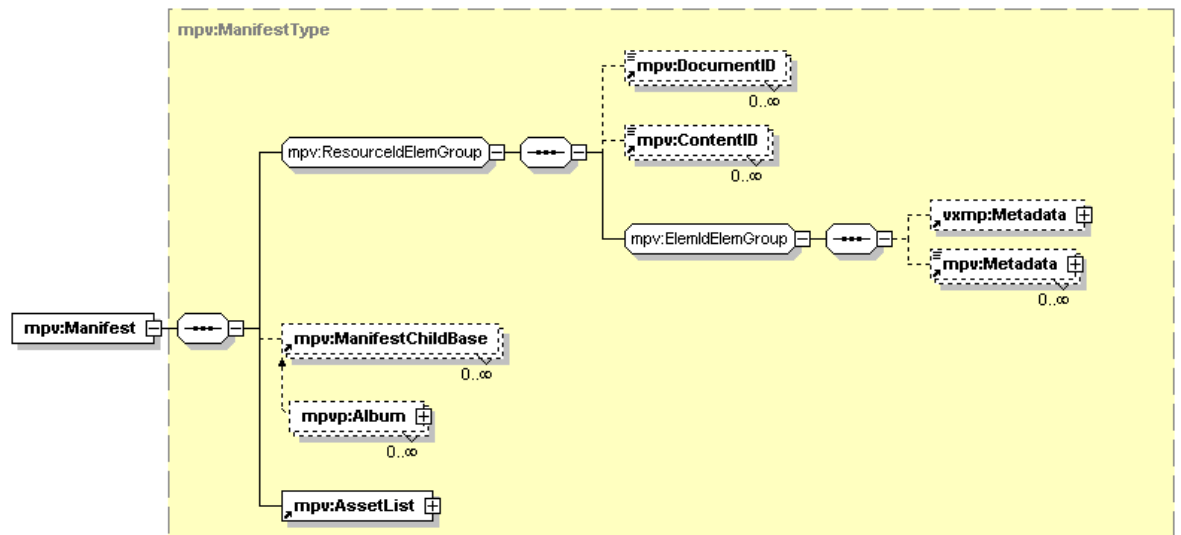 mpv:ManifestType
mpv:DocumentID
0..∞
mpv:ResourceIdElemGroup
mpv:ContentID
0..∞
vxmp:Metadata
mpv:ElemIdElemGroup
mpv:Metadata
0..∞
mpv:Manifest
mpv:ManifestChildBase
0..∞
mpvp:Album
0..∞
mpv:AssetList